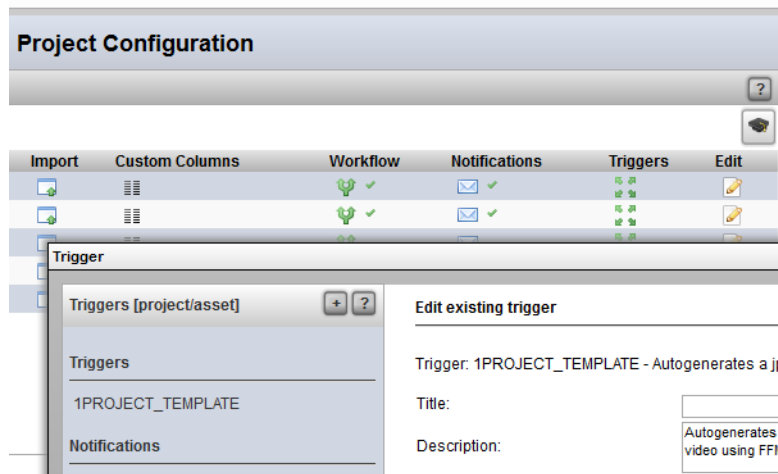 Project Configuration
?
Import Custom Columns Workflow Notifications Triggers Edit
Trigger
Triggers [project/asset] + ?
Edit existing trigger
Triggers
Trigger: 1PROJECT_TEMPLATE - Autogenerates a
1PROJECT_TEMPLATE
Title:
Notifications
Description:
Autogenerates
video using